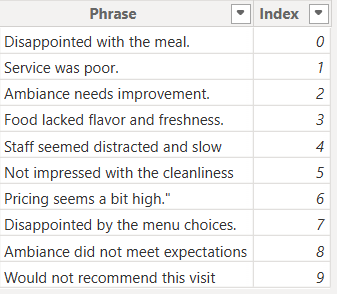 Phrase Index
Disappointed with the meal. 0
Service was poor. 1
Ambiance needs improvement. 2
Food lacked flavor and freshness. 3
Staff seemed distracted and slow 4
Not impressed with the cleanliness 5
Pricing seems a bit high." 6
Disappointed by the menu choices. 7
Ambiance did not meet expectations 8
Would not recommend this visit 9